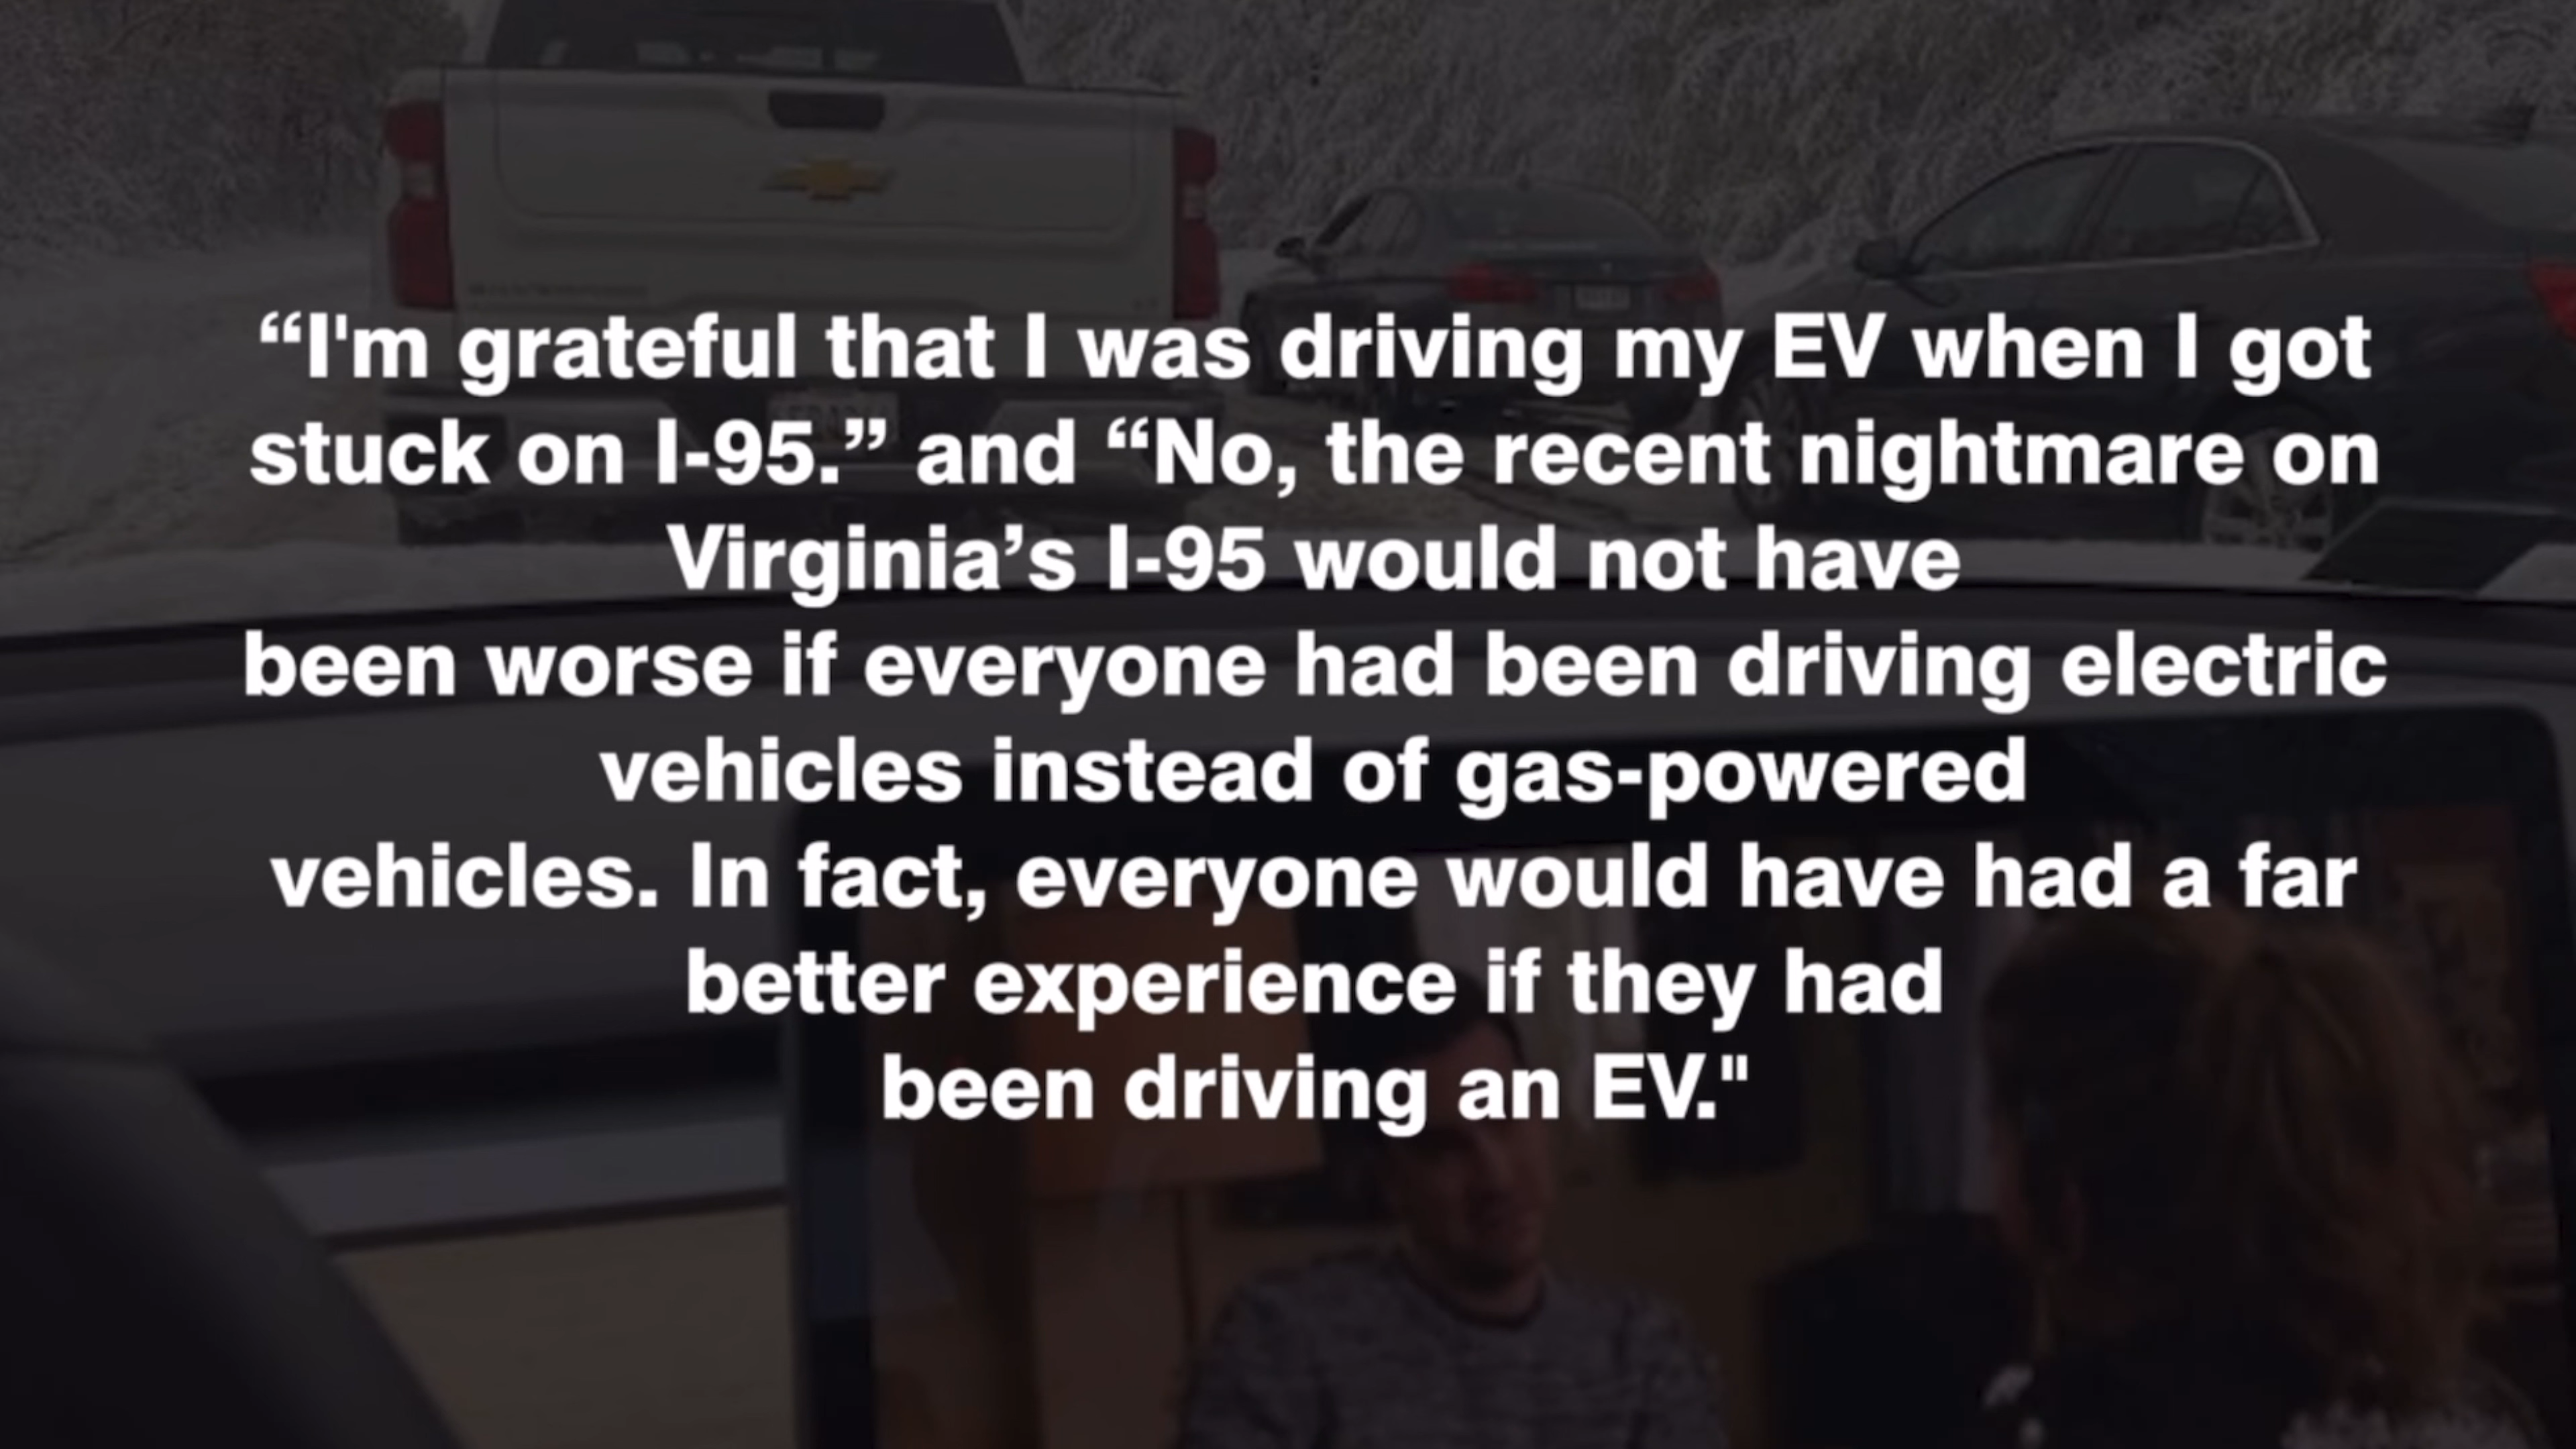 “I'm grateful that I was driving my EV when I got
stuck on I-95.” and “No, the recent nightmare on
Virginia’s I-95 would not have
been worse if everyone had been driving electric
vehicles instead of gas-powered
vehicles. In fact, everyone would have had a far
better experience if they had
been driving an EV."